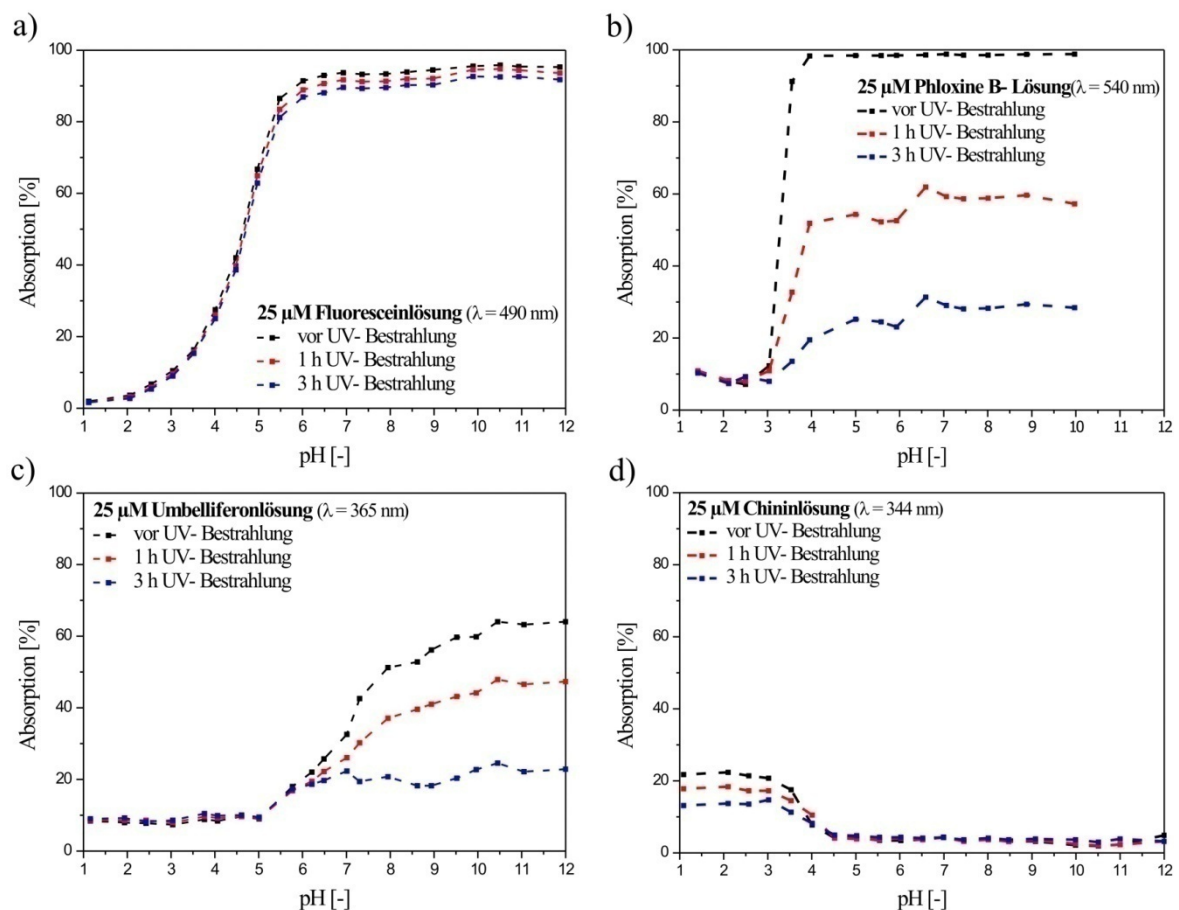 a)
100
80
60
40
20
0
Absorption [%]
25 µM Fluoresceinlösung (λ = 490 nm)
vor UV- Bestrahlung
1 h UV- Bestrahlung
3 h UV- Bestrahlung
1 2 3 4 5 6 7 8 9 10 11 12
pH [-]
b)
100
80
60
40
20
0
Absorption [%]
25 µM Phloxine B- Lösung(λ = 540 nm)
vor UV- Bestrahlung
1 h UV- Bestrahlung
3 h UV- Bestrahlung
1 2 3 4 5 6 7 8 9 10 11 12
pH [-]
c)
100
80
60
40
20
0
Absorption [%]
25 µM Umbelliferonlösung (λ = 365 nm)
vor UV- Bestrahlung
1 h UV- Bestrahlung
3 h UV- Bestrahlung
1 2 3 4 5 6 7 8 9 10 11 12
pH [-]
d)
100
80
60
40
20
0
Absorption [%]
25 µM Chininlösung (λ = 344 nm)
vor UV- Bestrahlung
1 h UV- Bestrahlung
3 h UV- Bestrahlung
1 2 3 4 5 6 7 8 9 10 11 12
pH [-]